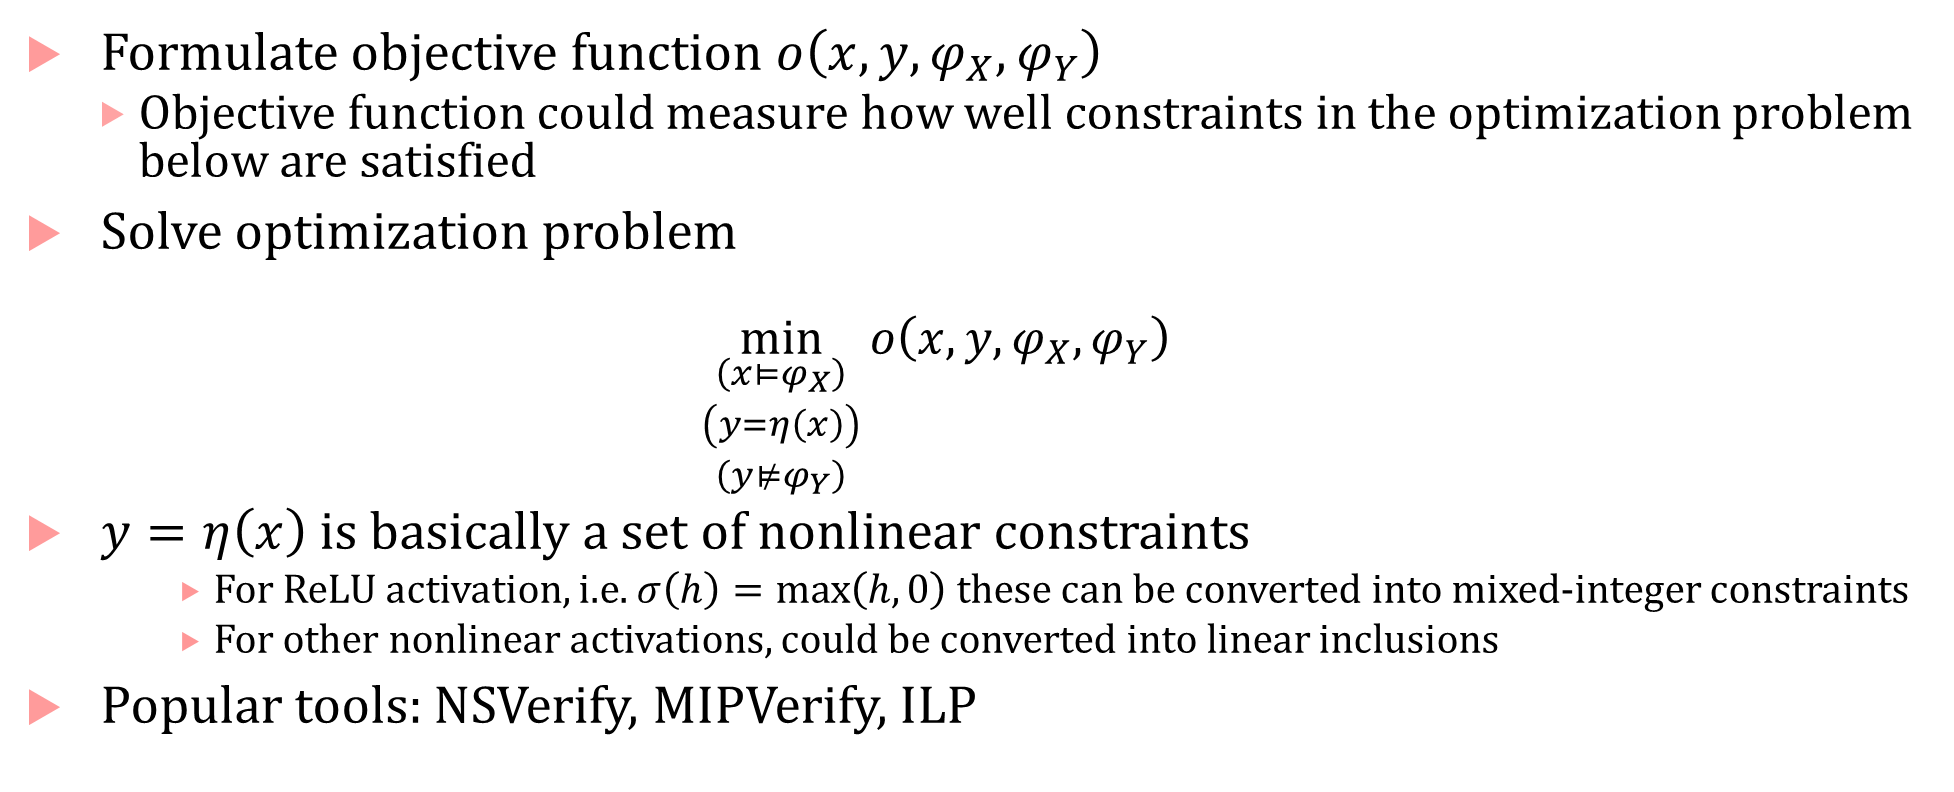 Formulate objective function 𝑜(𝑥, 𝑦, 𝜑_𝑋, 𝜑_𝑌)
Objective function could measure how well constraints in the optimization problem
below are satisfied
Solve optimization problem
min 𝑜(𝑥, 𝑦, 𝜑_𝑋, 𝜑_𝑌)
(𝑥⊨𝜑_𝑋)
(𝑦=𝜂(𝑥))
(𝑦⊭𝜑_𝑌)
𝑦 = 𝜂(𝑥) is basically a set of nonlinear constraints
For ReLU activation, i.e. 𝜎(ℎ) = max(ℎ, 0) these can be converted into mixed-integer constraints
For other nonlinear activations, could be converted into linear inclusions
Popular tools: NSVerify, MIPVerify, ILP